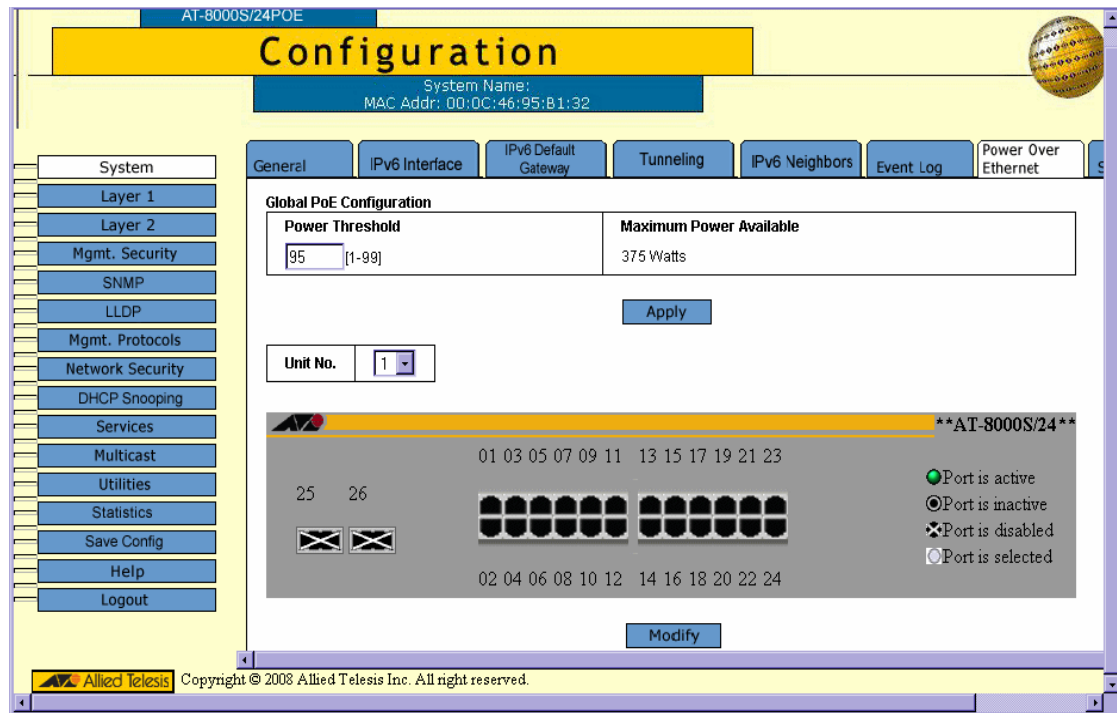 AT-8000S/24POE
Configuration
System Name:
MAC Addr: 00:0C:46:95:B1:32
System
Layer 1
Layer 2
Mgmt. Security
SNMP
LLDP
Mgmt. Protocols
Network Security
DHCP Snooping
Services
Multicast
Utilities
Statistics
Save Config
Help
Logout
General
IPv6 Interface
IPv6 Default
Gateway
Tunneling
IPv6 Neighbors
Event Log
Power Over
Ethernet
Global PoE Configuration
Power Threshold
Maximum Power Available
95 [1-99]
375 Watts
Apply
Unit No. 1
**AT-8000S/24**
01 03 05 07 09 11 13 15 17 19 21 23
25 26
Port is active
Port is inactive
Port is disabled
Port is selected
02 04 06 08 10 12 14 16 18 20 22 24
Modify
Allied Telesis Copyright © 2008 Allied Telesis Inc. All right reserved.